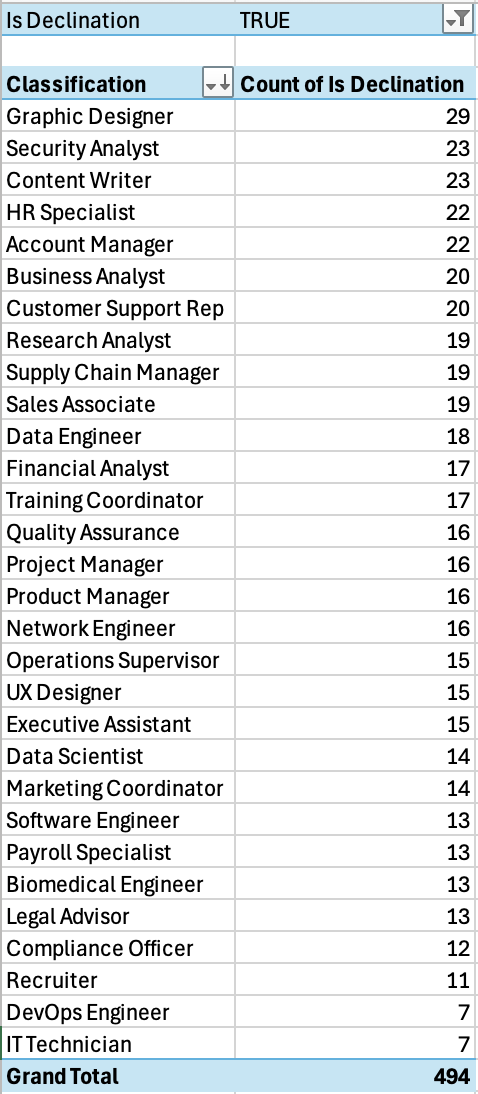 Is Declination TRUE
Classification Count of Is Declination
Graphic Designer 29
Security Analyst 23
Content Writer 23
HR Specialist 22
Account Manager 22
Business Analyst 20
Customer Support Rep 20
Research Analyst 19
Supply Chain Manager 19
Sales Associate 19
Data Engineer 18
Financial Analyst 17
Training Coordinator 17
Quality Assurance 16
Project Manager 16
Product Manager 16
Network Engineer 16
Operations Supervisor 15
UX Designer 15
Executive Assistant 15
Data Scientist 14
Marketing Coordinator 14
Software Engineer 13
Payroll Specialist 13
Biomedical Engineer 13
Legal Advisor 13
Compliance Officer 12
Recruiter 11
DevOps Engineer 7
IT Technician 7
Grand Total 494